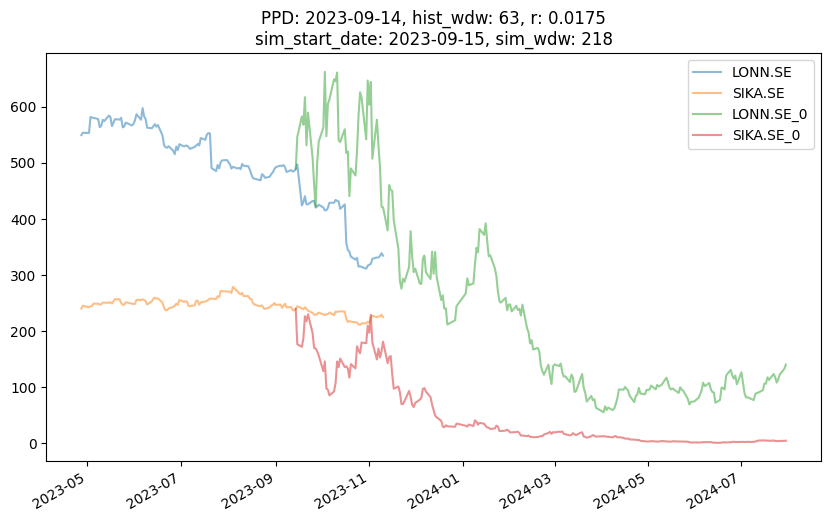 PPD: 2023-09-14, hist_wdw: 63, r: 0.0175
sim_start_date: 2023-09-15, sim_wdw: 218
LONN.SE
SIKA.SE
LONN.SE_0
SIKA.SE_0
600
500
400
300
200
100
0
2023-05
2023-07
2023-09
2023-11
2024-01
2024-03
2024-05
2024-07